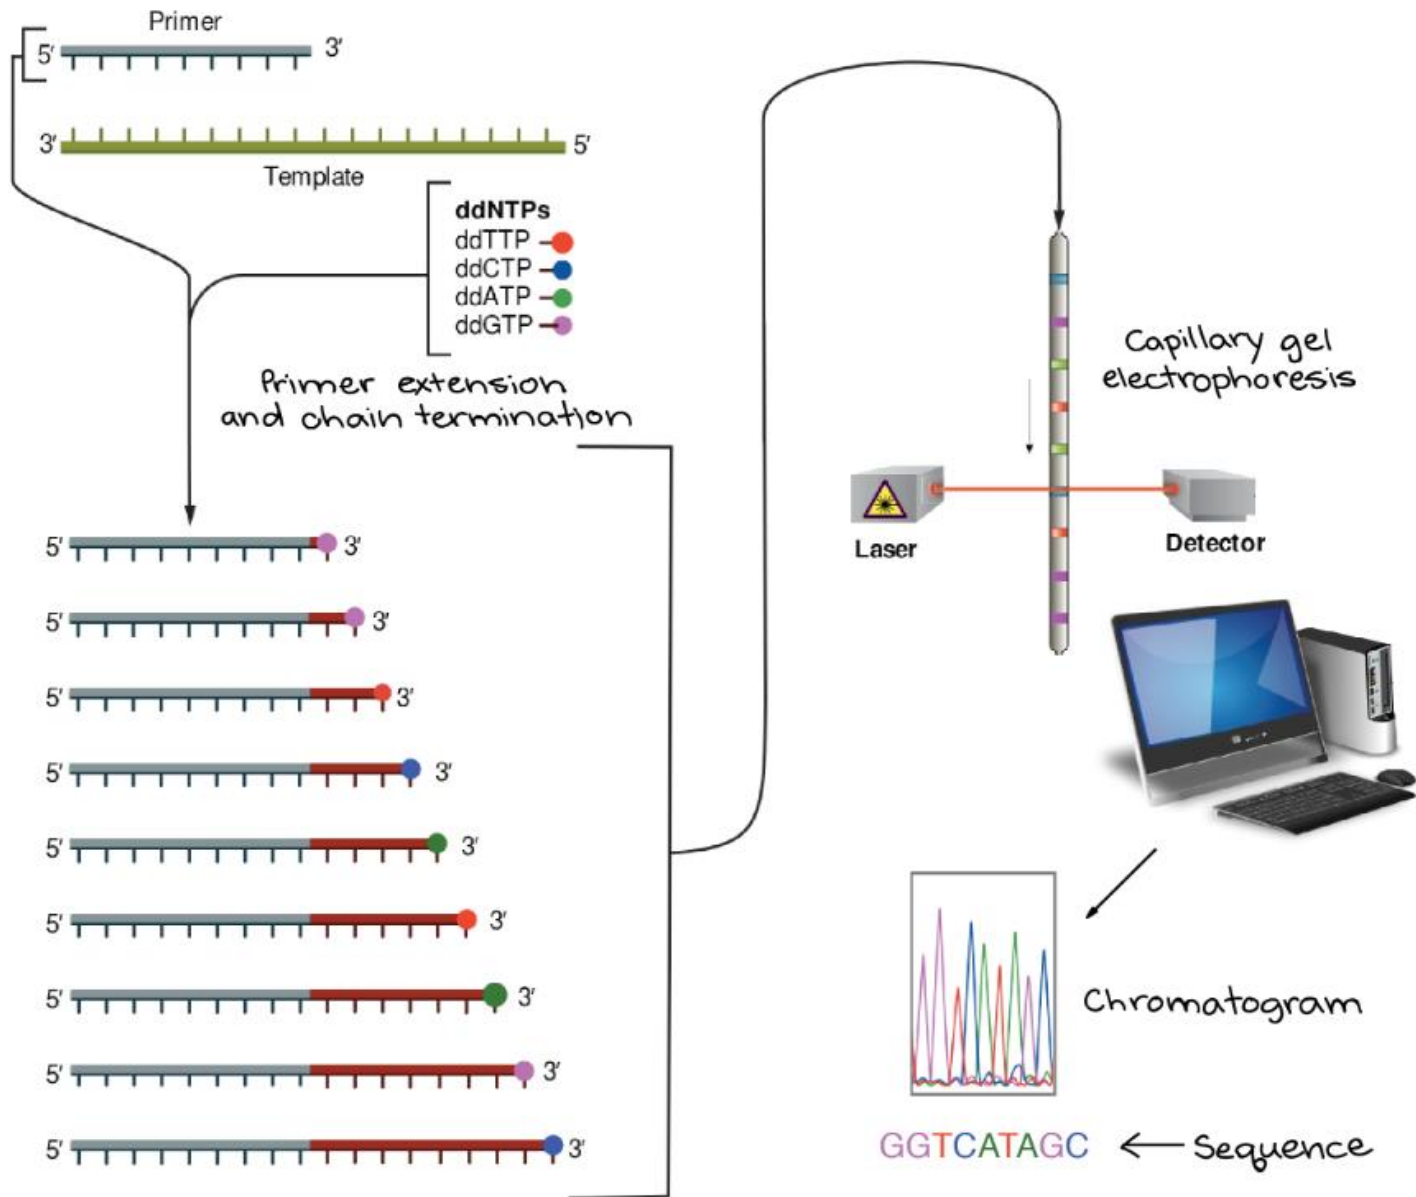 Primer
5′
3′
3′
5′
Template
ddNTPs
ddTTP
ddCTP
ddATP
ddGTP
Primer extension
and chain termination
5′ 3′
5′ 3′
5′ 3′
5′ 3′
5′ 3′
5′ 3′
5′ 3′
5′ 3′
5′ 3′
Capillary gel
electrophoresis
Laser
Detector
Chromatogram
GGTCATAGC
Sequence